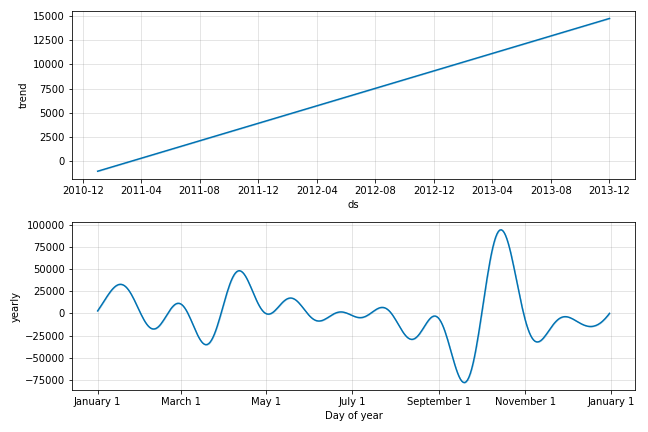 15000
12500
10000
7500
5000
2500
0
trend
2010-12 2011-04 2011-08 2011-12 2012-04 2012-08 2012-12 2013-04 2013-08 2013-12
ds
100000
75000
50000
25000
0
−25000
−50000
−75000
yearly
January 1 March 1 May 1 July 1 September 1 November 1 January 1
Day of year